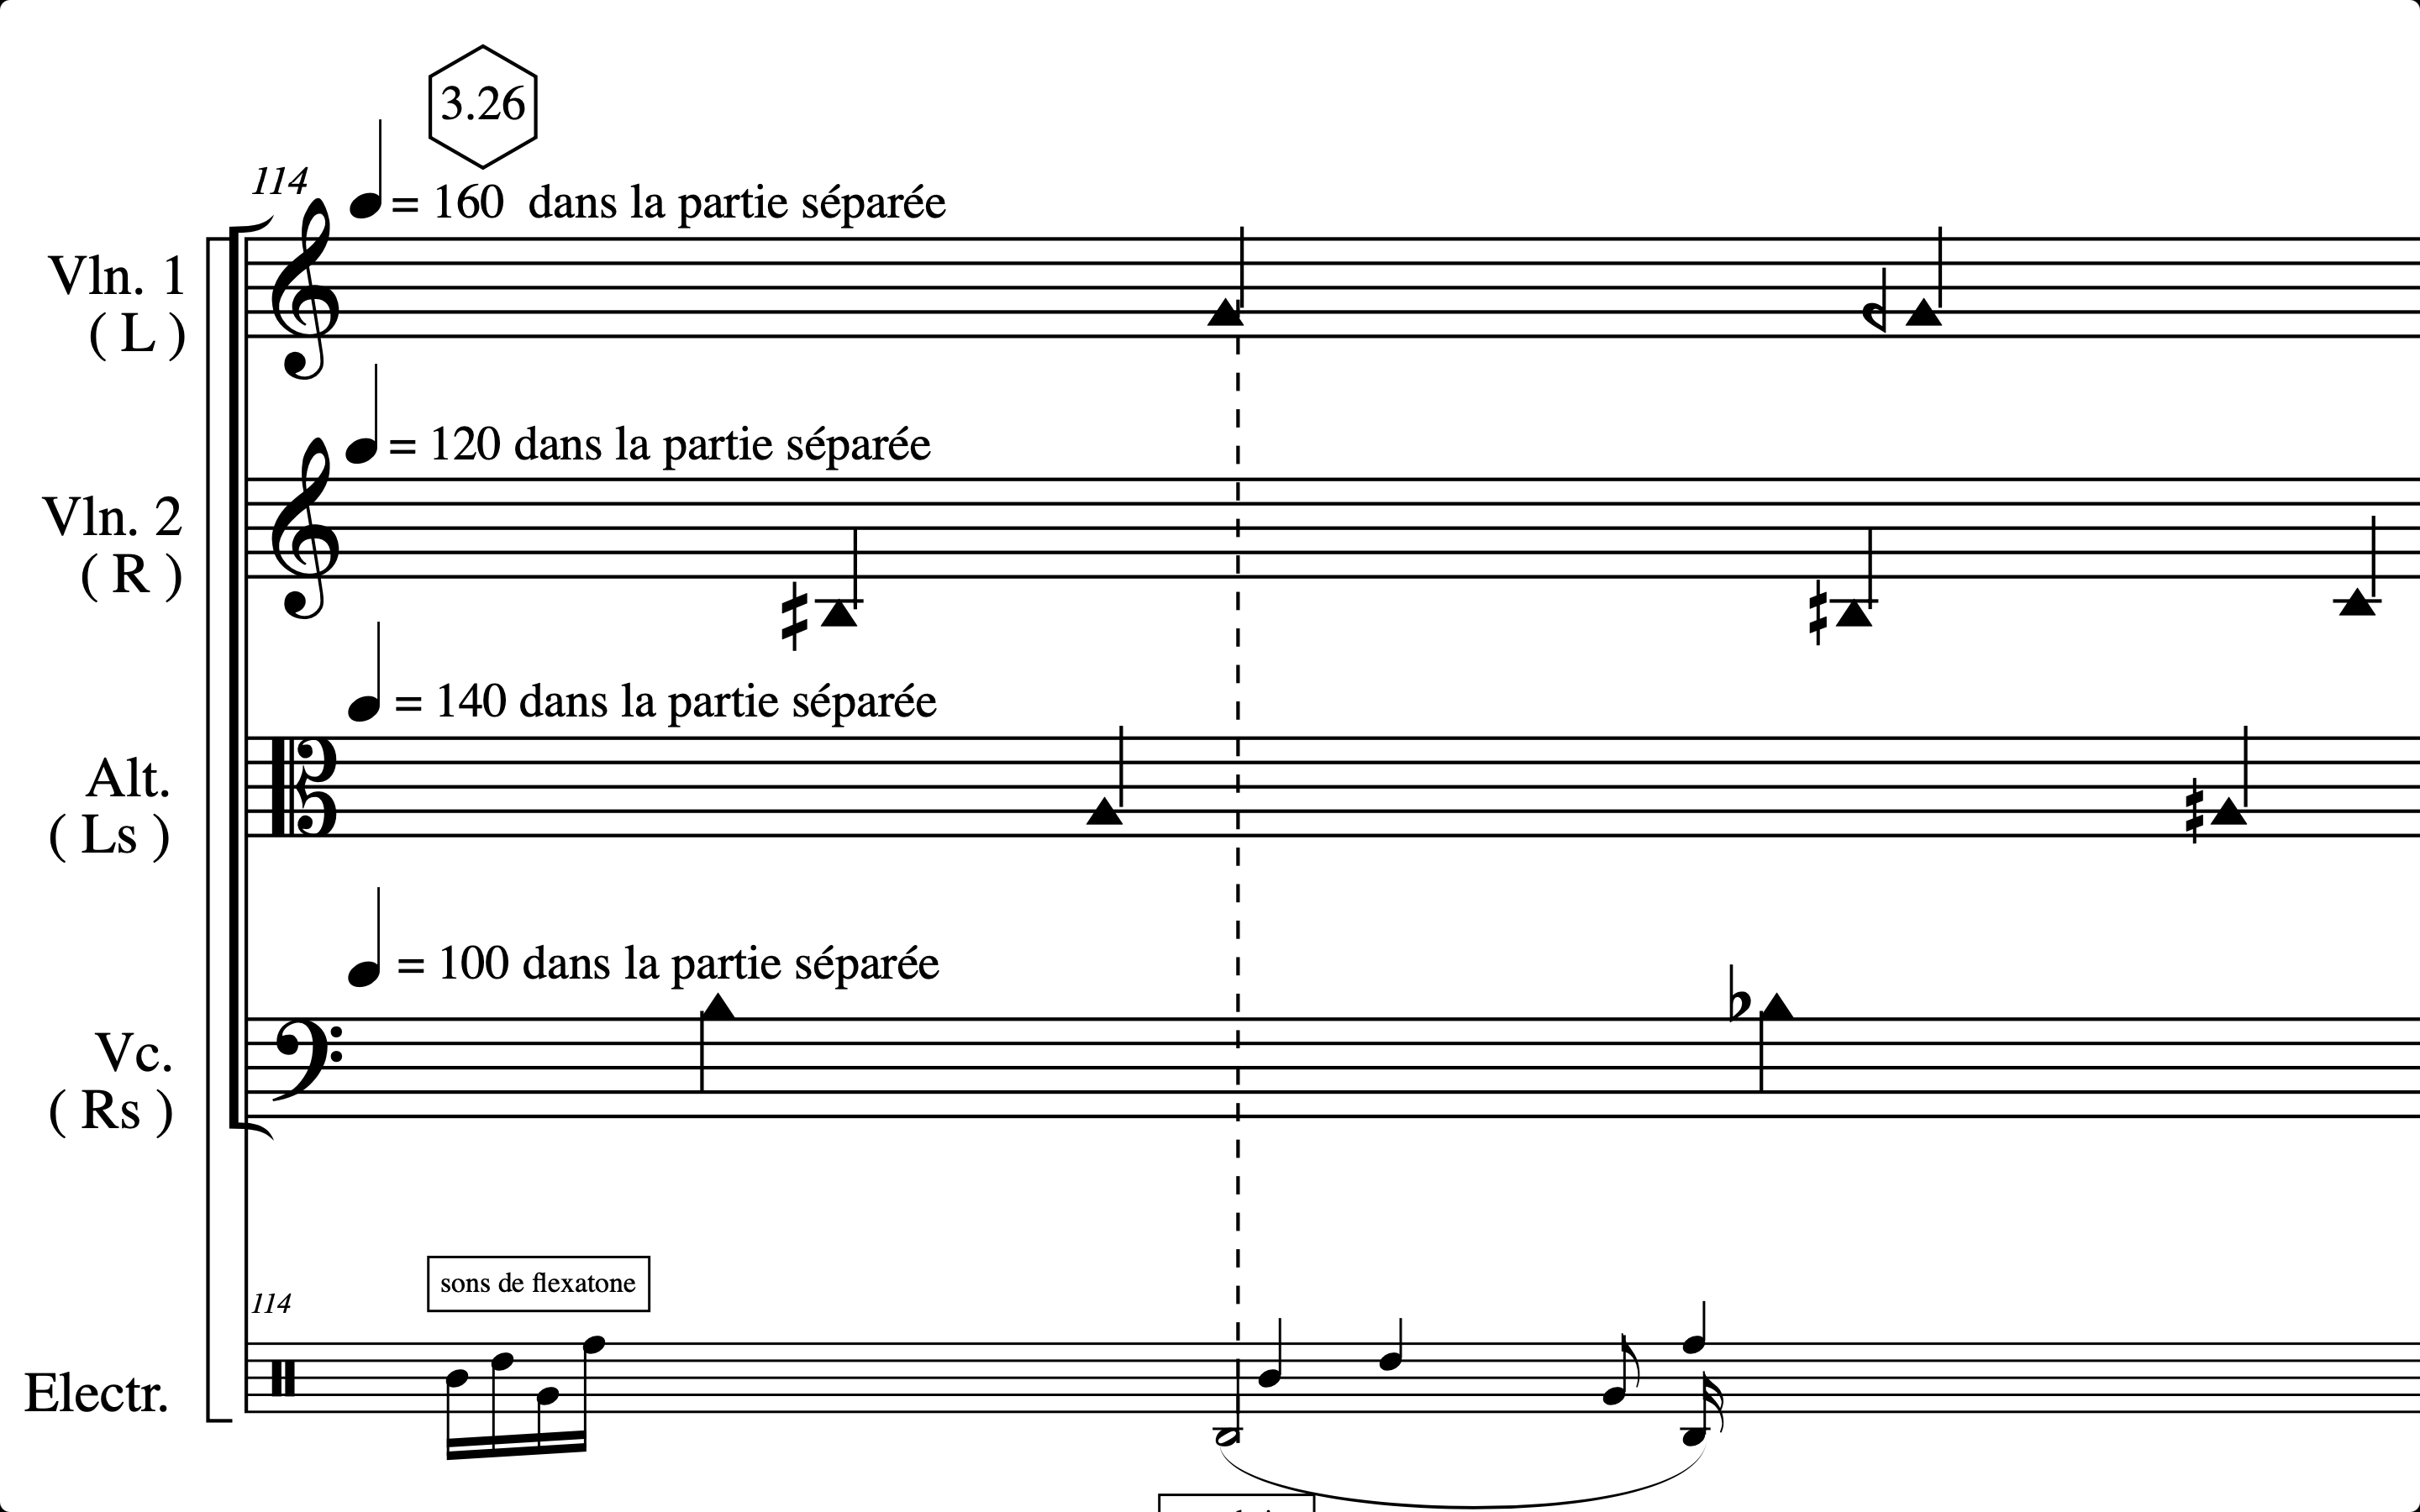 3.26
114
= 160 dans la partie séparée
Vln. 1
( L )
= 120 dans la partie séparée
Vln. 2
( R )
= 140 dans la partie séparée
Alt.
( Ls )
= 100 dans la partie séparée
Vc.
( Rs )
sons de flexatone
114
Electr.